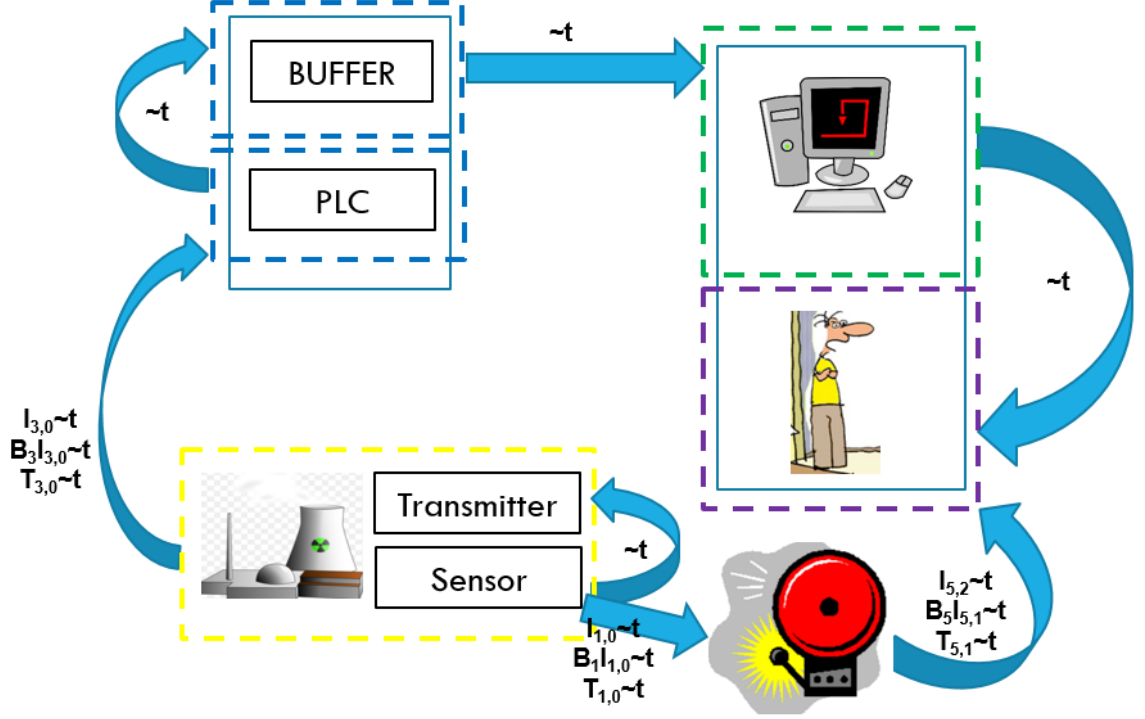 BUFFER
~t
~t
PLC
~t
I3,0~t
B3I3,0~t
T3,0~t
Transmitter
Sensor
~t
I1,0~t
B1I1,0~t
T1,0~t
I5,2~t
B5I5,1~t
T5,1~t